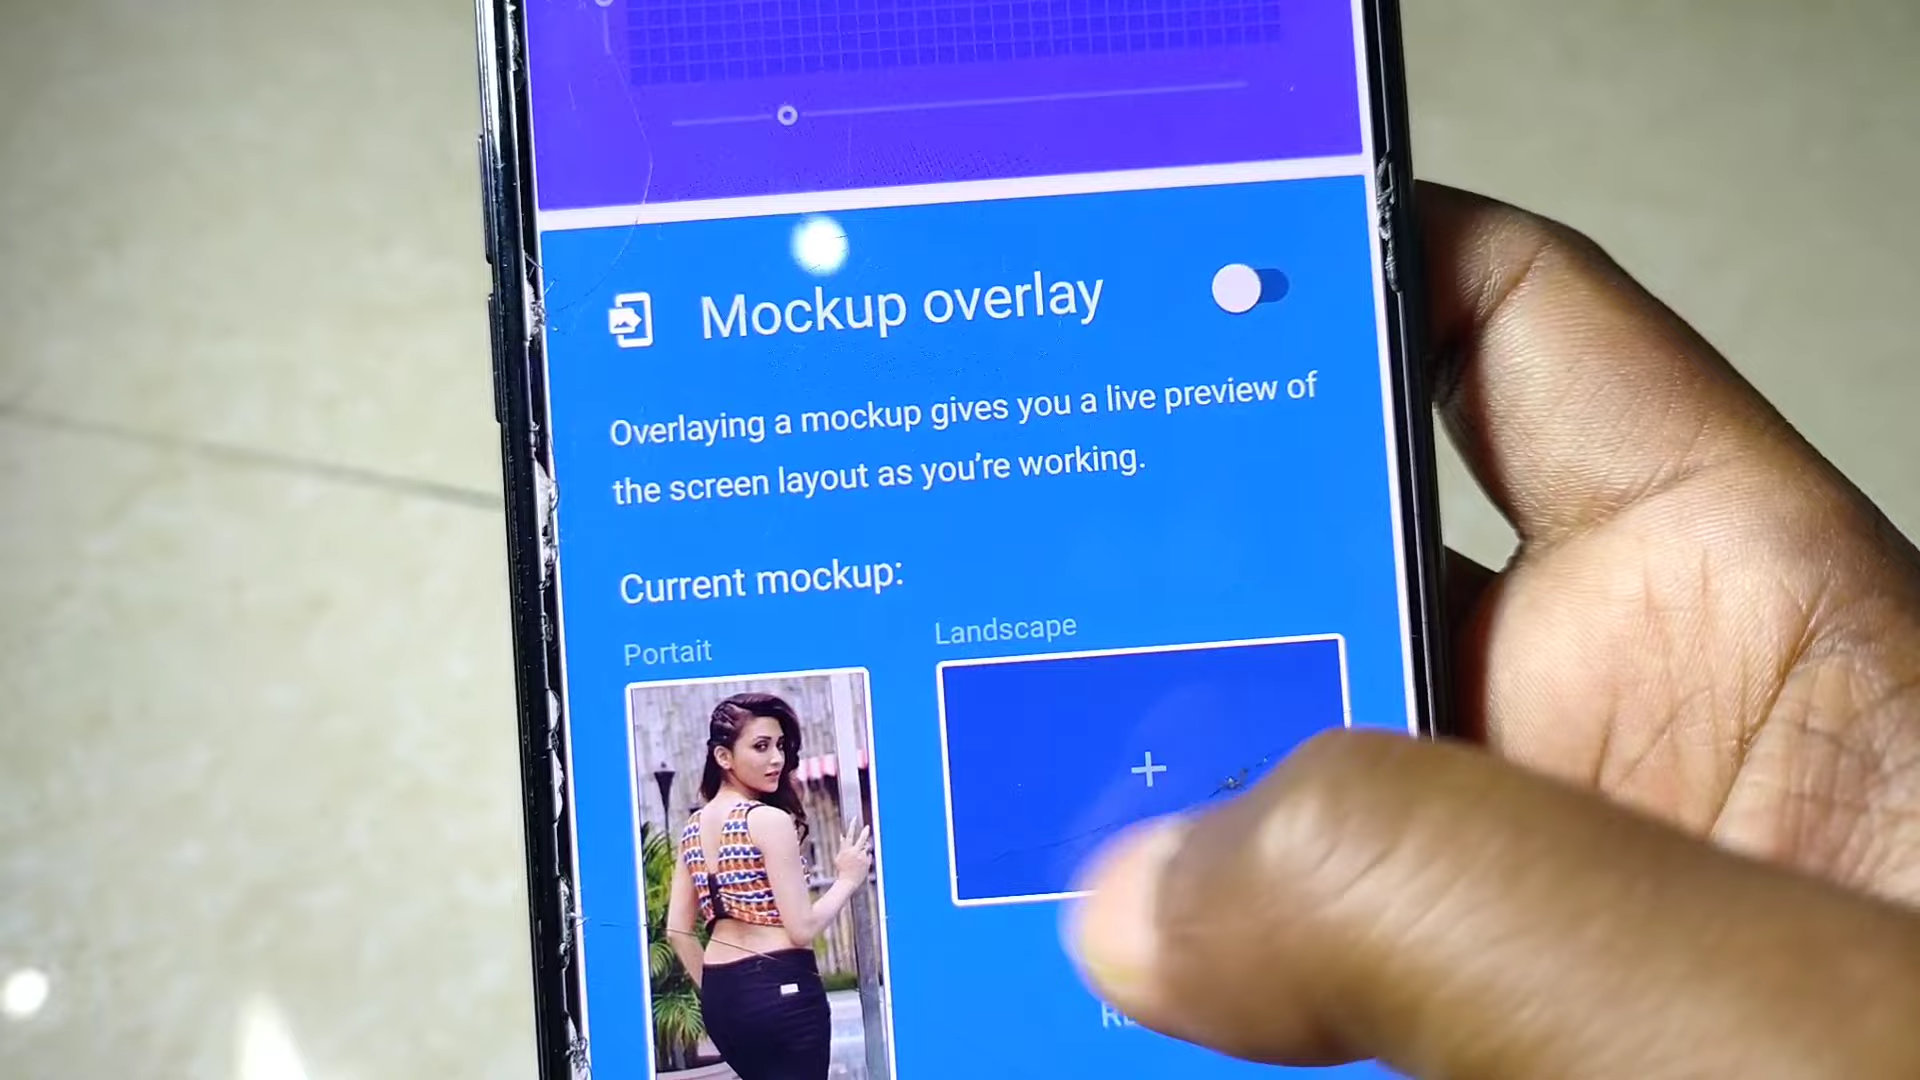 Mockup overlay
Overlaying a mockup gives you a live preview of
the screen layout as you're working.
Current mockup:
Portait
Landscape